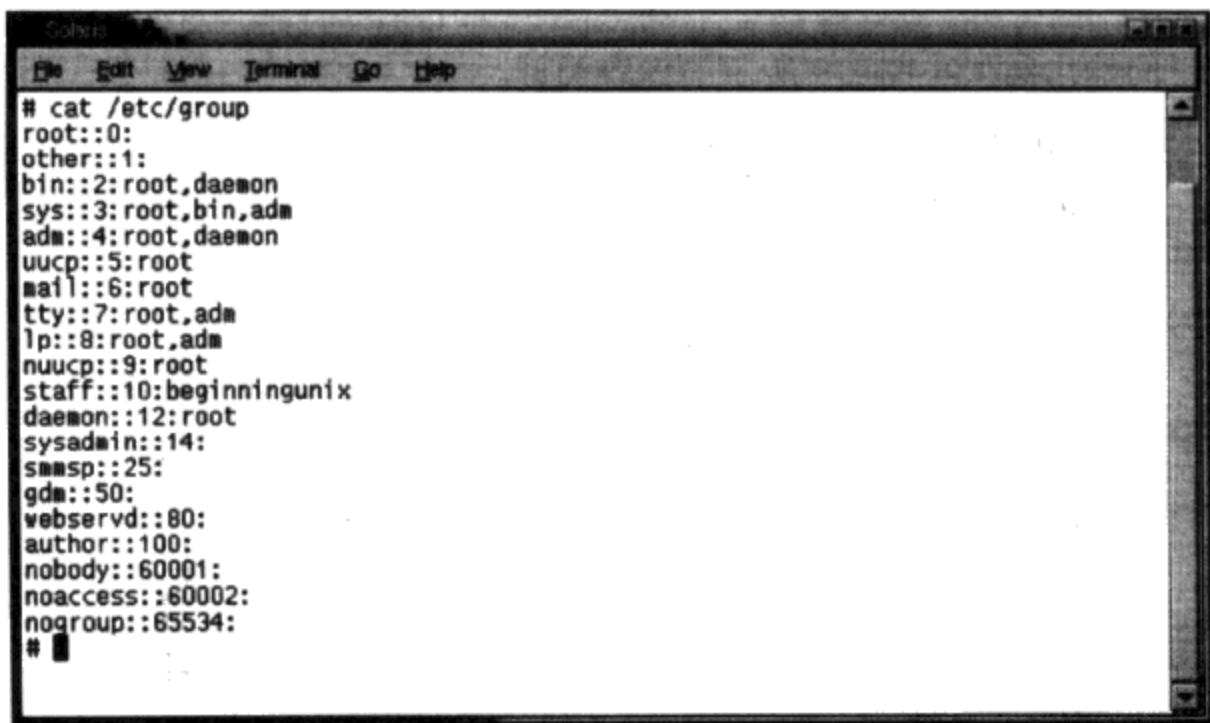 Solaris
File Edit View Terminal Go Help
# cat /etc/group
root::0:
other::1:
bin::2:root,daemon
sys::3:root,bin,adm
adm::4:root,daemon
uucp::5:root
mail::6:root
tty::7:root,adm
lp::8:root,adm
nuucp::9:root
staff::10:beginningunix
daemon::12:root
sysadmin::14:
smmsp::25:
gdm::50:
webservd::80:
author::100:
nobody::60001:
noaccess::60002:
nogroup::65534:
#